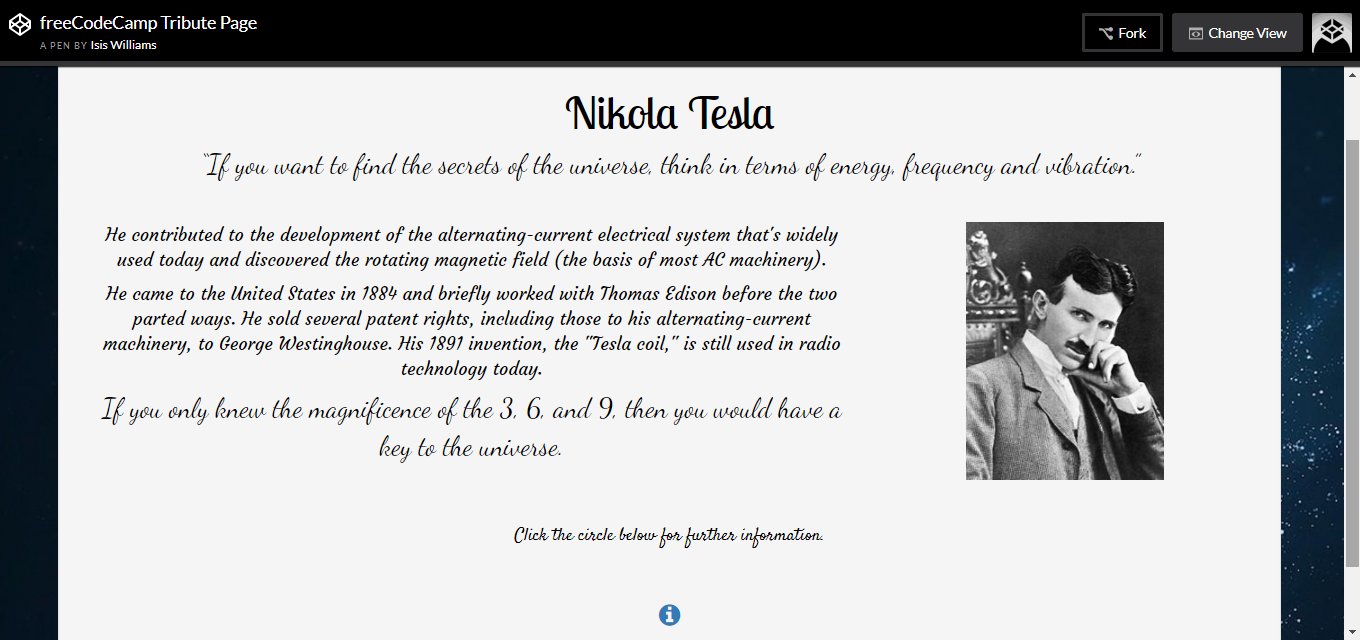 freeCodeCamp Tribute Page
A PEN BY Isis Williams
Fork
Change View
Nikola Tesla
"If you want to find the secrets of the universe, think in terms of energy, frequency and vibration."
He contributed to the development of the alternating-current electrical system that's widely
used today and discovered the rotating magnetic field (the basis of most AC machinery).
He came to the United States in 1884 and briefly worked with Thomas Edison before the two
parted ways. He sold several patent rights, including those to his alternating-current
machinery, to George Westinghouse. His 1891 invention, the "Tesla coil," is still used in radio
technology today.
If you only knew the magnificence of the 3, 6, and 9, then you would have a
key to the universe.
Click the circle below for further information.